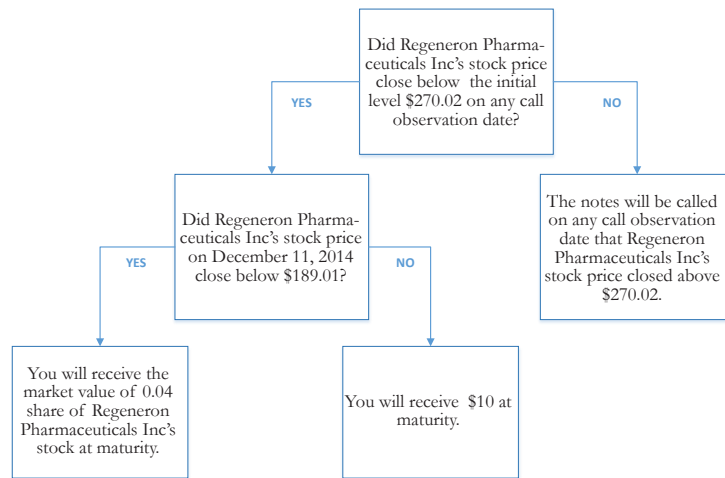 Did Regeneron Pharma-
ceuticals Inc's stock price
close below the initial
level $270.02 on any call
observation date?
YES
NO
Did Regeneron Pharma-
ceuticals Inc's stock price
on December 11, 2014
close below $189.01?
The notes will be called
on any call observation
date that Regeneron
Pharmaceuticals Inc's
stock price closed above
$270.02.
YES
NO
You will receive the
market value of 0.04
share of Regeneron
Pharmaceuticals Inc's
stock at maturity.
You will receive $10 at
maturity.